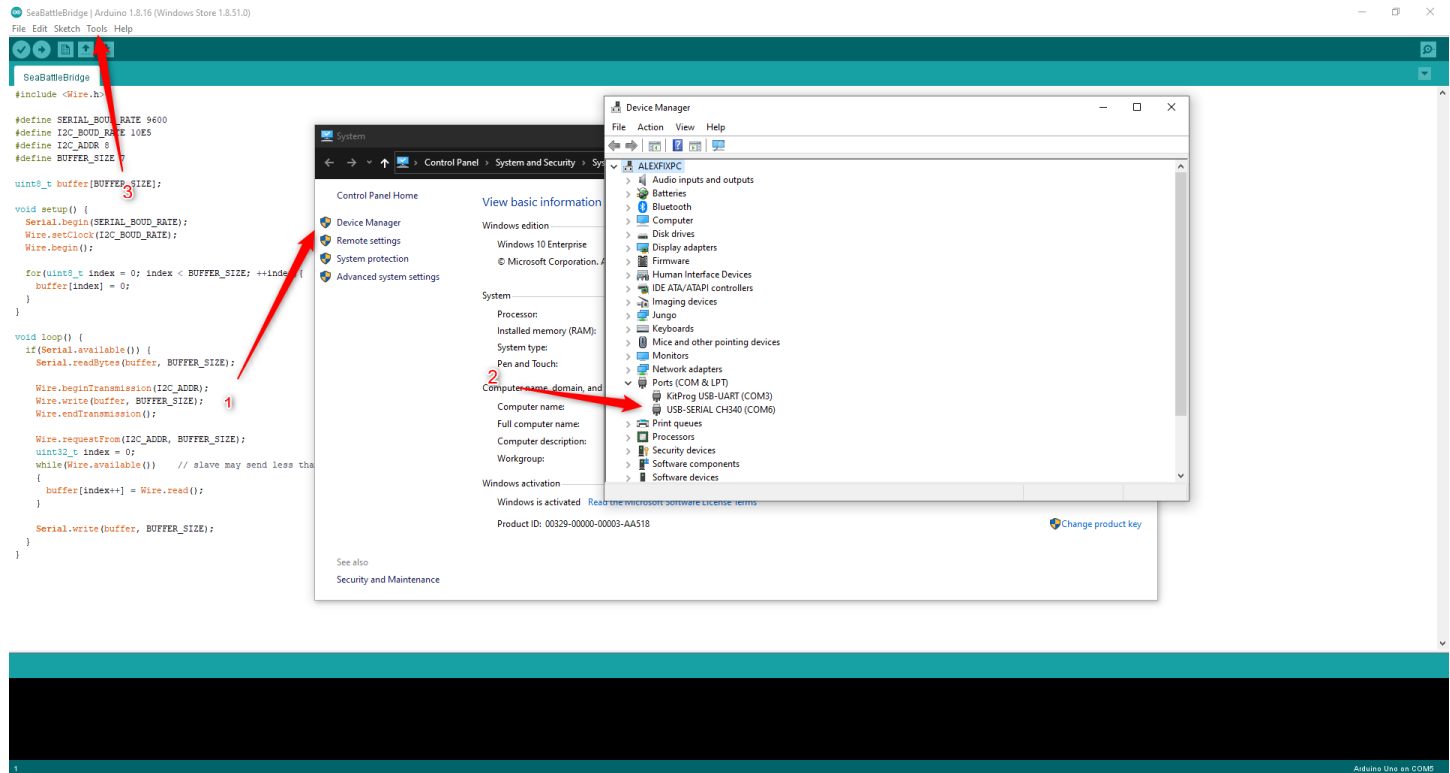 SeaBattleBridge | Arduino 1.8.16 (Windows Store 1.8.51.0)
File Edit Sketch Tools Help
SeaBattleBridge
#include <Wire.h>
#define SERIAL_BOUD_RATE 9600
#define I2C_BOUD_RATE 10E5
#define I2C_ADDR 8
#define BUFFER_SIZE 7
uint8_t buffer[BUFFER_SIZE];
3
void setup() {
Serial.begin(SERIAL_BOUD_RATE);
Wire.setClock(I2C_BOUD_RATE);
Wire.begin();
for(uint8_t index = 0; index < BUFFER_SIZE; ++index) {
buffer[index] = 0;
}
}
void loop() {
if(Serial.available()) {
Serial.readBytes(buffer, BUFFER_SIZE);
Wire.beginTransmission(I2C_ADDR);
Wire.write(buffer, BUFFER_SIZE);
Wire.endTransmission();
1
Wire.requestFrom(I2C_ADDR, BUFFER_SIZE);
uint32_t index = 0;
while(Wire.available()) // slave may send less tha
{
buffer[index++] = Wire.read();
}
Serial.write(buffer, BUFFER_SIZE);
}
}
System
Control Panel › System and Security › Sys
Control Panel Home
Device Manager
Remote settings
System protection
Advanced system settings
See also
Security and Maintenance
View basic information
Windows edition
Windows 10 Enterprise
© Microsoft Corporation. A
System
Processor:
Installed memory (RAM):
System type:
Pen and Touch:
2
Computer name, domain, and
Computer name:
Full computer name:
Computer description:
Workgroup:
Windows activation
Windows is activated Read the Microsoft Software License Terms
Product ID: 00329-00000-00003-AA518
Change product key
Device Manager
File Action View Help
ALEXFIXPC
Audio inputs and outputs
Batteries
Bluetooth
Computer
Disk drives
Display adapters
Firmware
Human Interface Devices
IDE ATA/ATAPI controllers
Imaging devices
Jungo
Keyboards
Mice and other pointing devices
Monitors
Network adapters
Ports (COM & LPT)
KitProg USB-UART (COM3)
USB-SERIAL CH340 (COM6)
Print queues
Processors
Security devices
Software components
Software devices
1
Arduino Uno on COM5